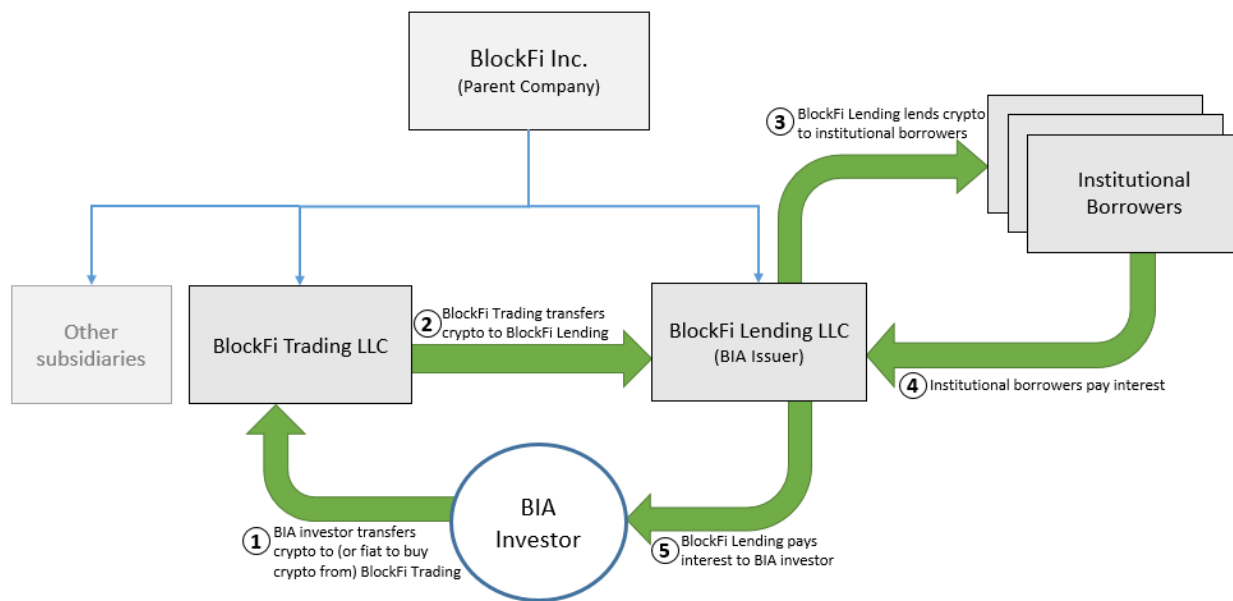 BlockFi Inc.
(Parent Company)
③ BlockFi Lending lends crypto
to institutional borrowers
Institutional
Borrowers
Other
subsidiaries
BlockFi Trading LLC
② BlockFi Trading transfers
crypto to BlockFi Lending
BlockFi Lending LLC
(BIA Issuer)
④ Institutional borrowers pay interest
① BIA investor transfers
crypto to (or fiat to buy
crypto from) BlockFi Trading
BIA
Investor
⑤ BlockFi Lending pays
interest to BIA investor